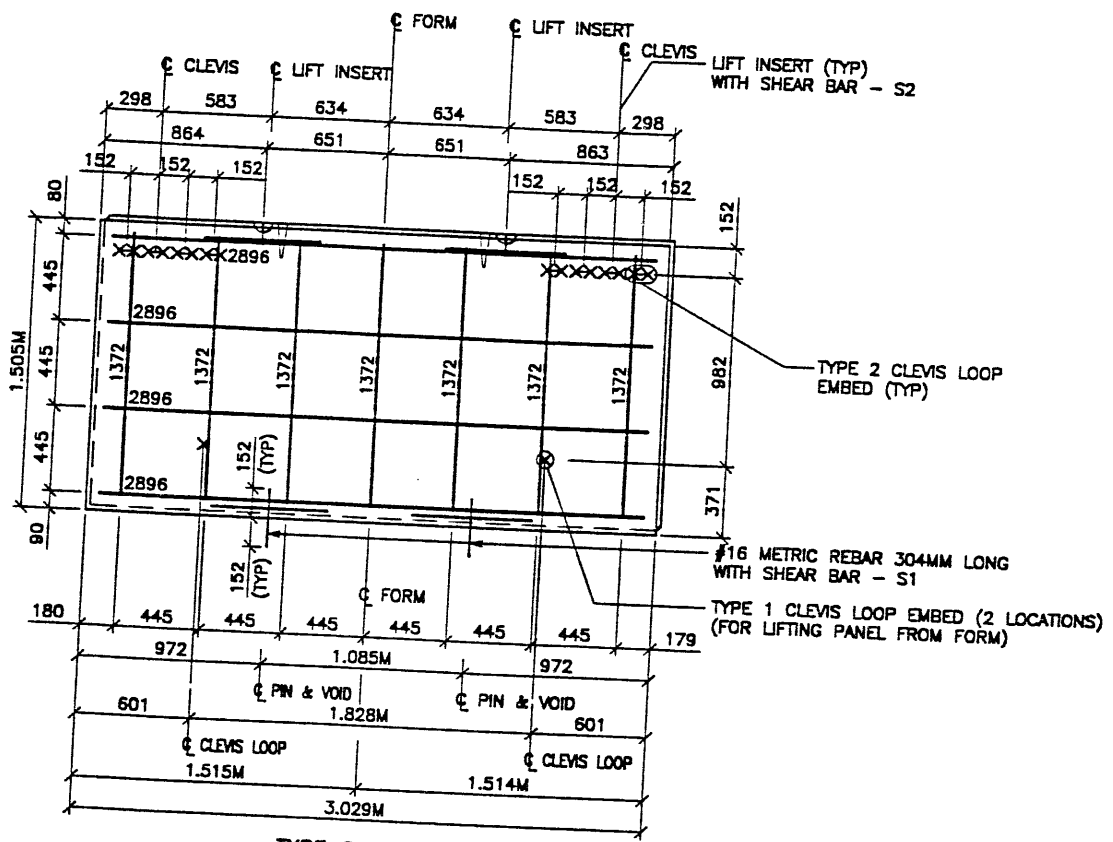 ℄ FORM
℄ LIFT INSERT
℄ CLEVIS
℄ CLEVIS
℄ LIFT INSERT
LIFT INSERT (TYP)
WITH SHEAR BAR – S2
298 583 634 634 583 298
864 651 651 863
152 152 152 152 152 152
80
152
2896
445
2896
1.505M
445
1372 1372 1372 1372 1372 1372 1372
982
TYPE 2 CLEVIS LOOP
EMBED (TYP)
2896
445
152
(TYP)
2896
371
90
152
(TYP)
#16 METRIC REBAR 304MM LONG
WITH SHEAR BAR – S1
℄ FORM
TYPE 1 CLEVIS LOOP EMBED (2 LOCATIONS)
(FOR LIFTING PANEL FROM FORM)
180 445 445 445 445 445 445 179
972 1.085M 972
℄ PIN & VOID
℄ PIN & VOID
601 1.828M 601
℄ CLEVIS LOOP
℄ CLEVIS LOOP
1.515M 1.514M
3.029M